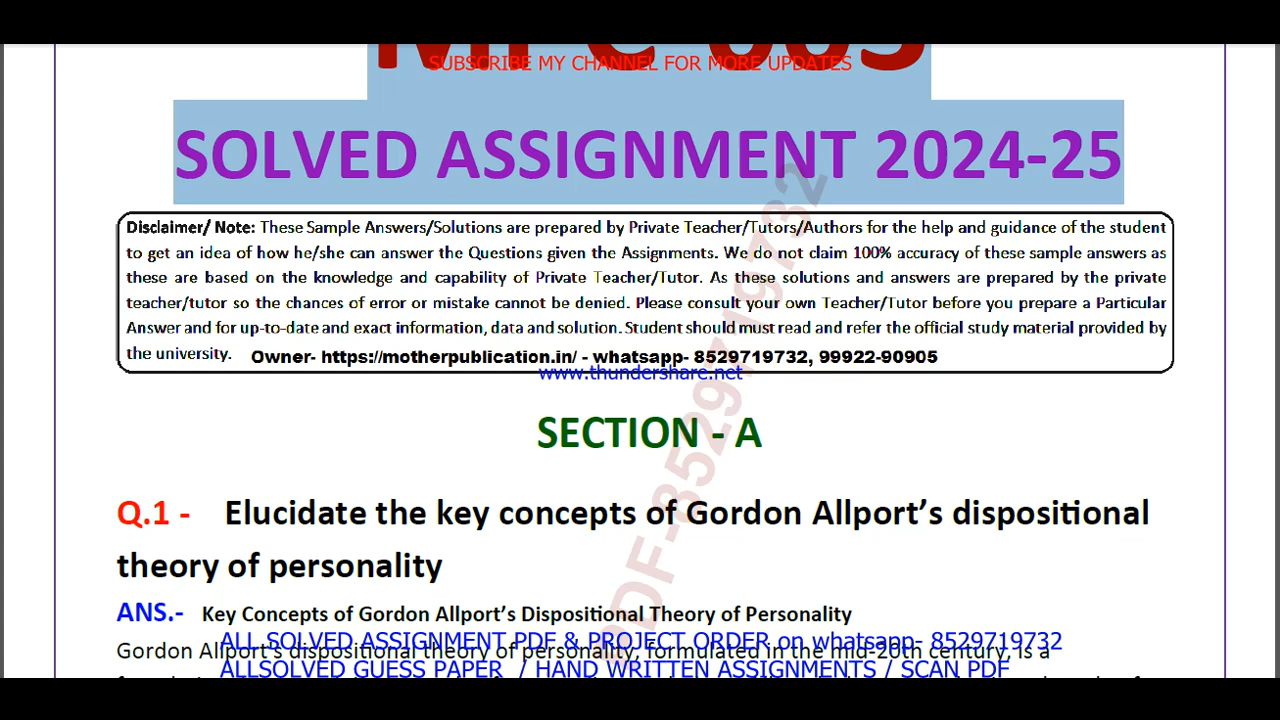 MPC 003
SUBSCRIBE MY CHANNEL FOR MORE UPDATES
SOLVED ASSIGNMENT 2024-25
Disclaimer/ Note: These Sample Answers/Solutions are prepared by Private Teacher/Tutors/Authors for the help and guidance of the student
to get an idea of how he/she can answer the Questions given the Assignments. We do not claim 100% accuracy of these sample answers as
these are based on the knowledge and capability of Private Teacher/Tutor. As these solutions and answers are prepared by the private
teacher/tutor so the chances of error or mistake cannot be denied. Please consult your own Teacher/Tutor before you prepare a Particular
Answer and for up-to-date and exact information, data and solution. Student should must read and refer the official study material provided by
the university. Owner- https://motherpublication.in/ - whatsapp- 8529719732, 99922-90905
www.thundershare.net
PDF-8529719732
SECTION - A
Q.1 - Elucidate the key concepts of Gordon Allport’s dispositional
theory of personality
ANS.- Key Concepts of Gordon Allport’s Dispositional Theory of Personality
ALL SOLVED ASSIGNMENT PDF & PROJECT ORDER on whatsapp- 8529719732
Gordon Allport's dispositional theory of personality, formulated in the mid-20th century, is a
ALLSOLVED GUESS PAPER / HAND WRITTEN ASSIGNMENTS / SCAN PDF